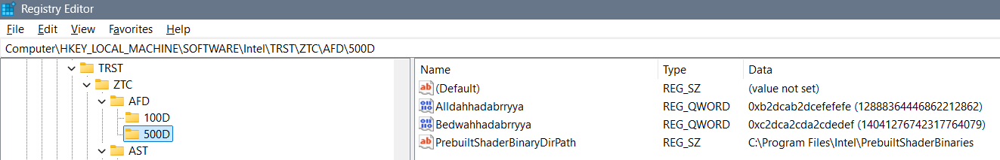 Registry Editor
File Edit View Favorites Help
Computer\HKEY_LOCAL_MACHINE\SOFTWARE\Intel\TRST\ZTC\AFD\500D
TRST
ZTC
AFD
100D
500D
AST
Name Type Data
(Default) REG_SZ (value not set)
Alldahhadabrryya REG_QWORD 0xb2dcab2dcefefefe (12888364446862212862)
Bedwahhadabrryya REG_QWORD 0xc2dca2cda2cdedef (14041276742317764079)
PrebuiltShaderBinaryDirPath REG_SZ C:\Program Files\Intel\PrebuiltShaderBinaries